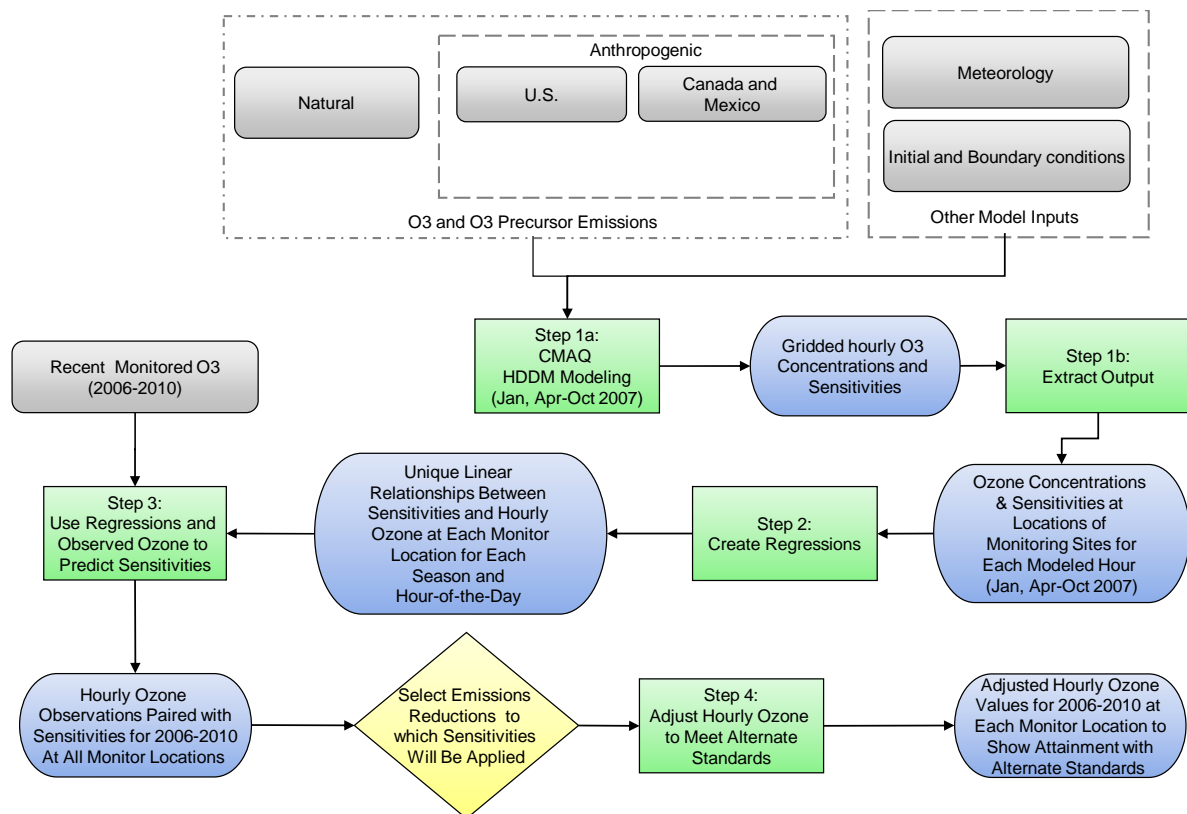 Anthropogenic
Natural
U.S.
Canada and
Mexico
O3 and O3 Precursor Emissions
Meteorology
Initial and Boundary conditions
Other Model Inputs
Step 1a:
CMAQ
HDDM Modeling
(Jan, Apr-Oct 2007)
Gridded hourly O3
Concentrations and
Sensitivities
Step 1b:
Extract Output
Recent Monitored O3
(2006-2010)
Step 3:
Use Regressions and
Observed Ozone to
Predict Sensitivities
Unique Linear
Relationships Between
Sensitivities and Hourly
Ozone at Each Monitor
Location for Each
Season and
Hour-of-the-Day
Step 2:
Create Regressions
Ozone Concentrations
& Sensitivities at
Locations of
Monitoring Sites for
Each Modeled Hour
(Jan, Apr-Oct 2007)
Hourly Ozone
Observations Paired with
Sensitivities for 2006-2010
At All Monitor Locations
Select Emissions
Reductions to
which Sensitivities
Will Be Applied
Step 4:
Adjust Hourly Ozone
to Meet Alternate
Standards
Adjusted Hourly Ozone
Values for 2006-2010 at
Each Monitor Location to
Show Attainment with
Alternate Standards